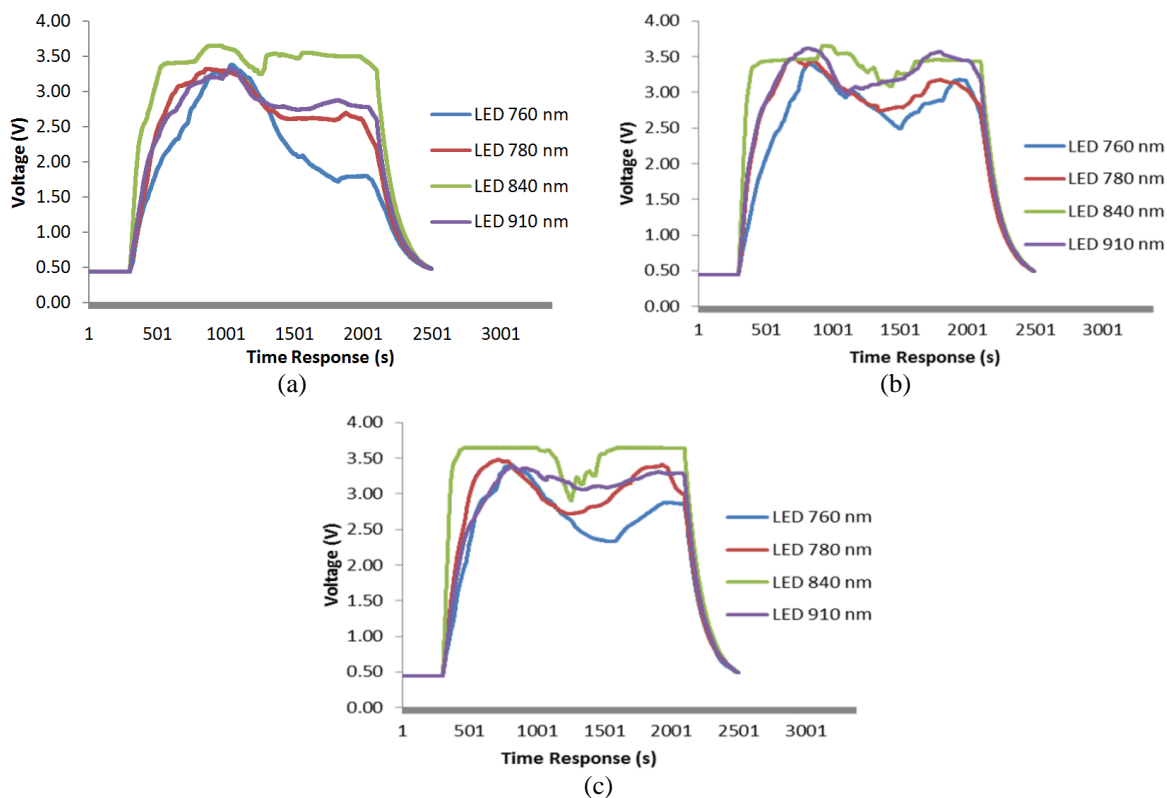 4.00
3.50
3.00
2.50
2.00
1.50
1.00
0.50
0.00
Voltage (V)
1 501 1001 1501 2001 2501 3001
Time Response (s)
LED 760 nm
LED 780 nm
LED 840 nm
LED 910 nm
(a)
4.00
3.50
3.00
2.50
2.00
1.50
1.00
0.50
0.00
Voltage (V)
1 501 1001 1501 2001 2501 3001
Time Response (s)
LED 760 nm
LED 780 nm
LED 840 nm
LED 910 nm
(b)
4.00
3.50
3.00
2.50
2.00
1.50
1.00
0.50
0.00
Voltage (V)
1 501 1001 1501 2001 2501 3001
Time Response (s)
LED 760 nm
LED 780 nm
LED 840 nm
LED 910 nm
(c)